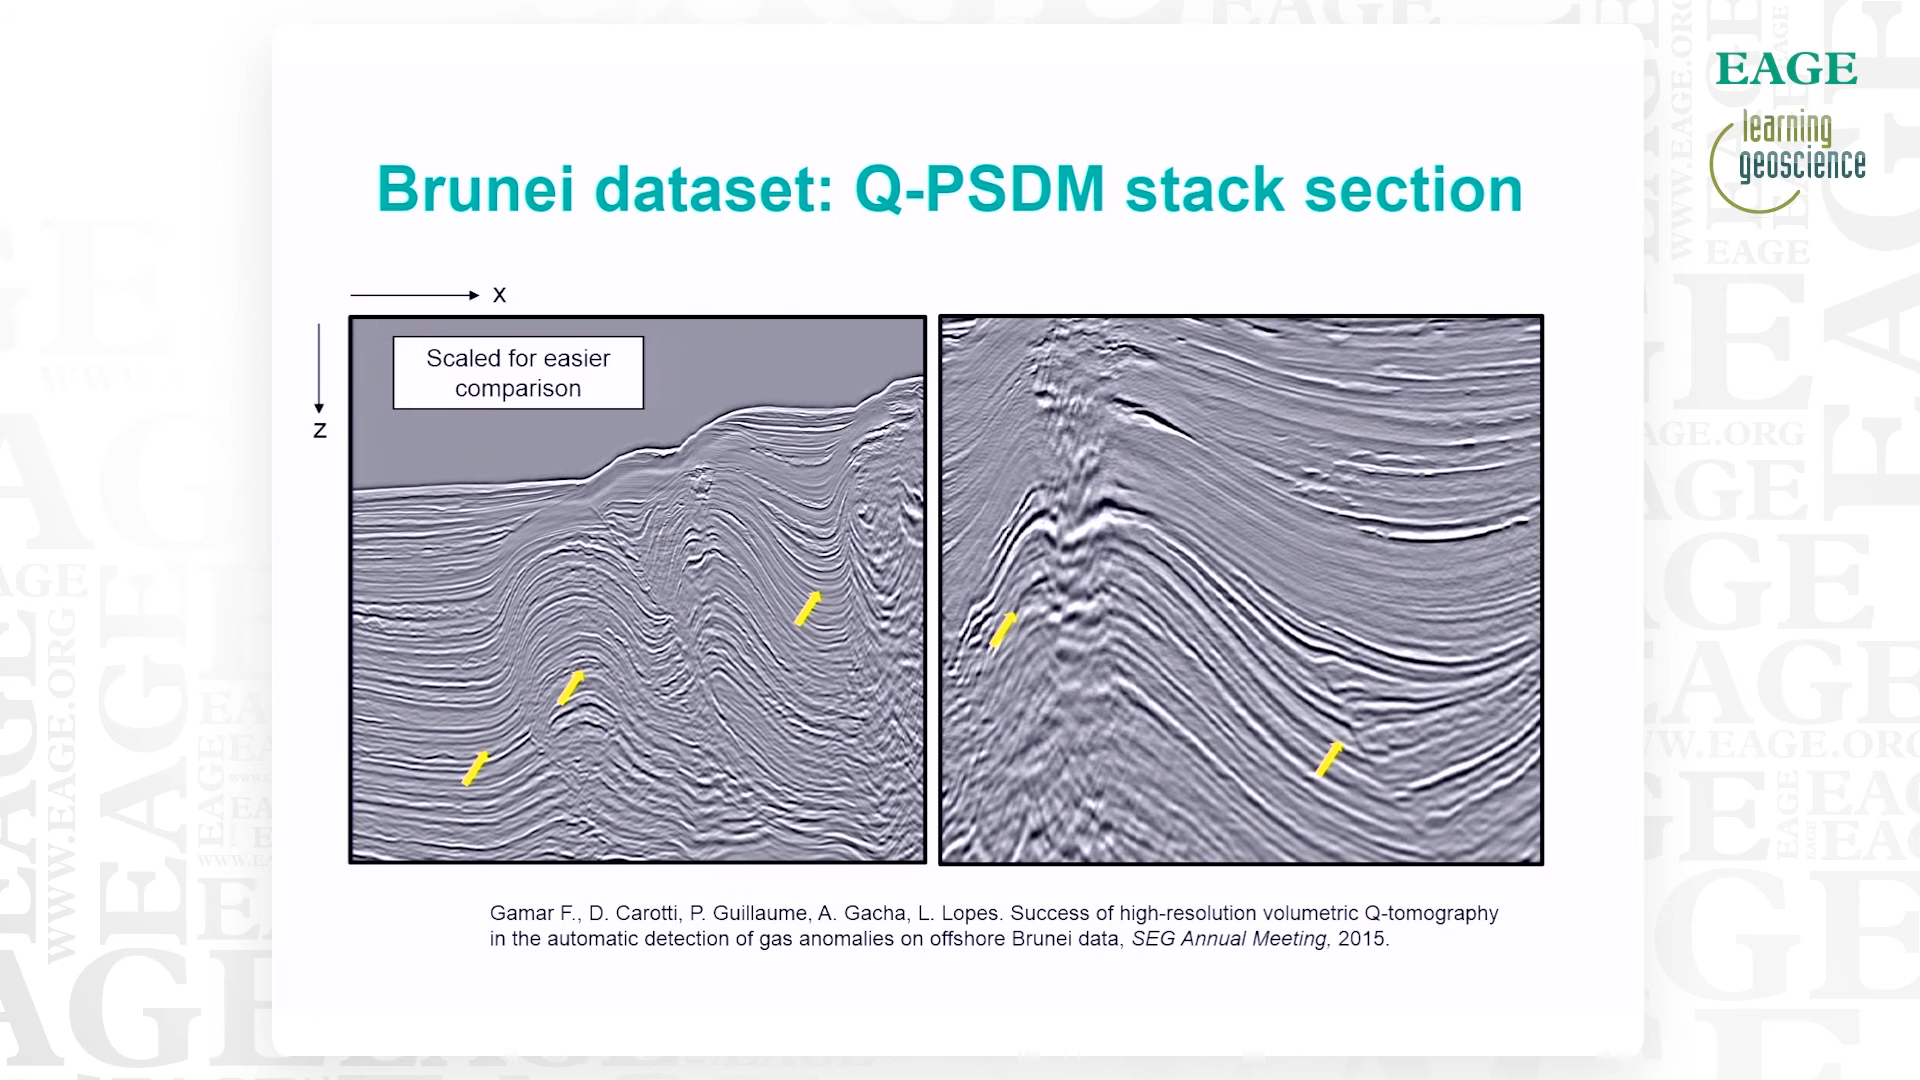 EAGE
learning
geoscience
Brunei dataset: Q-PSDM stack section
X
Z
Scaled for easier
comparison
Gamar F., D. Carotti, P. Guillaume, A. Gacha, L. Lopes. Success of high-resolution volumetric Q-tomography
in the automatic detection of gas anomalies on offshore Brunei data, SEG Annual Meeting, 2015.